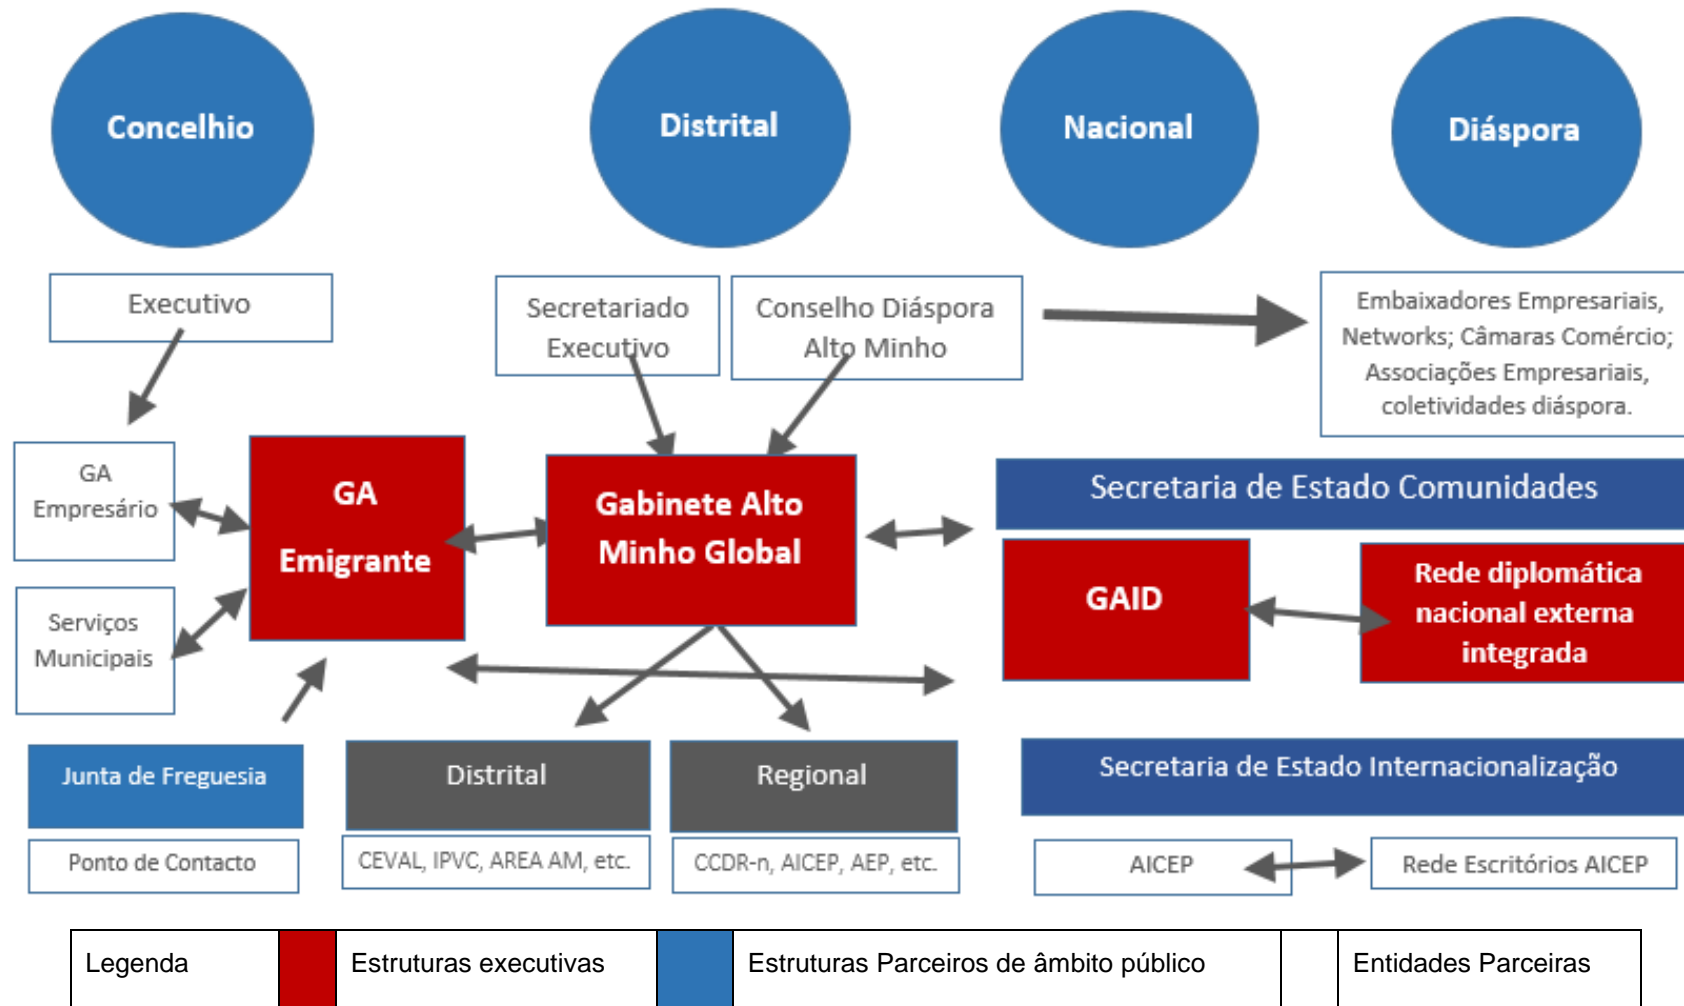 Concelhio
Distrital
Nacional
Diáspora
Executivo
Secretariado
Executivo
Conselho Diáspora
Alto Minho
Embaixadores Empresariais,
Networks; Câmaras Comércio;
Associações Empresariais,
coletividades diáspora.
GA
Empresário
GA
Emigrante
Gabinete Alto
Minho Global
Secretaria de Estado Comunidades
GAID
Rede diplomática
nacional externa
integrada
Serviços
Municipais
Junta de Freguesia
Distrital
Regional
Secretaria de Estado Internacionalização
Ponto de Contacto
CEVAL, IPVC, AREA AM, etc.
CCDR-n, AICEP, AEP, etc.
AICEP
Rede Escritórios AICEP
Legenda
Estruturas executivas
Estruturas Parceiros de âmbito público
Entidades Parceiras